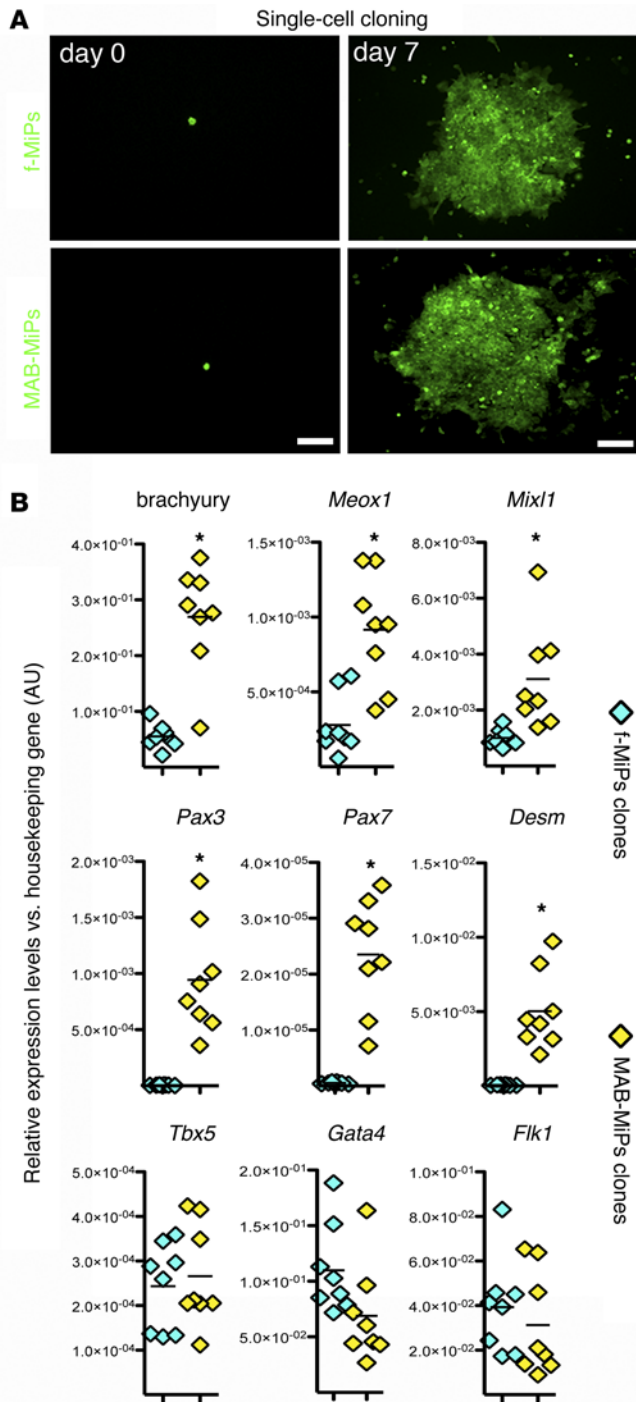 A
Single-cell cloning
day 0
day 7
f-MiPs
MAB-MiPs
B
Relative expression levels vs. housekeeping gene (AU)
brachyury
4.0×10-01
3.0×10-01
2.0×10-01
1.0×10-01
*
Meox1
1.5×10-03
1.0×10-03
5.0×10-04
*
Mixl1
8.0×10-03
6.0×10-03
3.0×10-03
2.0×10-03
*
Pax3
2.0×10-03
1.5×10-03
1.0×10-03
5.0×10-04
*
Pax7
4.0×10-05
3.0×10-05
2.0×10-05
1.0×10-05
*
Desm
1.5×10-02
1.0×10-02
5.0×10-03
*
Tbx5
5.0×10-04
4.0×10-04
3.0×10-04
2.0×10-04
1.0×10-04
Gata4
2.0×10-01
1.5×10-01
1.0×10-01
5.0×10-02
Flk1
1.0×10-01
8.0×10-02
6.0×10-02
4.0×10-02
2.0×10-02
f-MiPs clones
MAB-MiPs clones